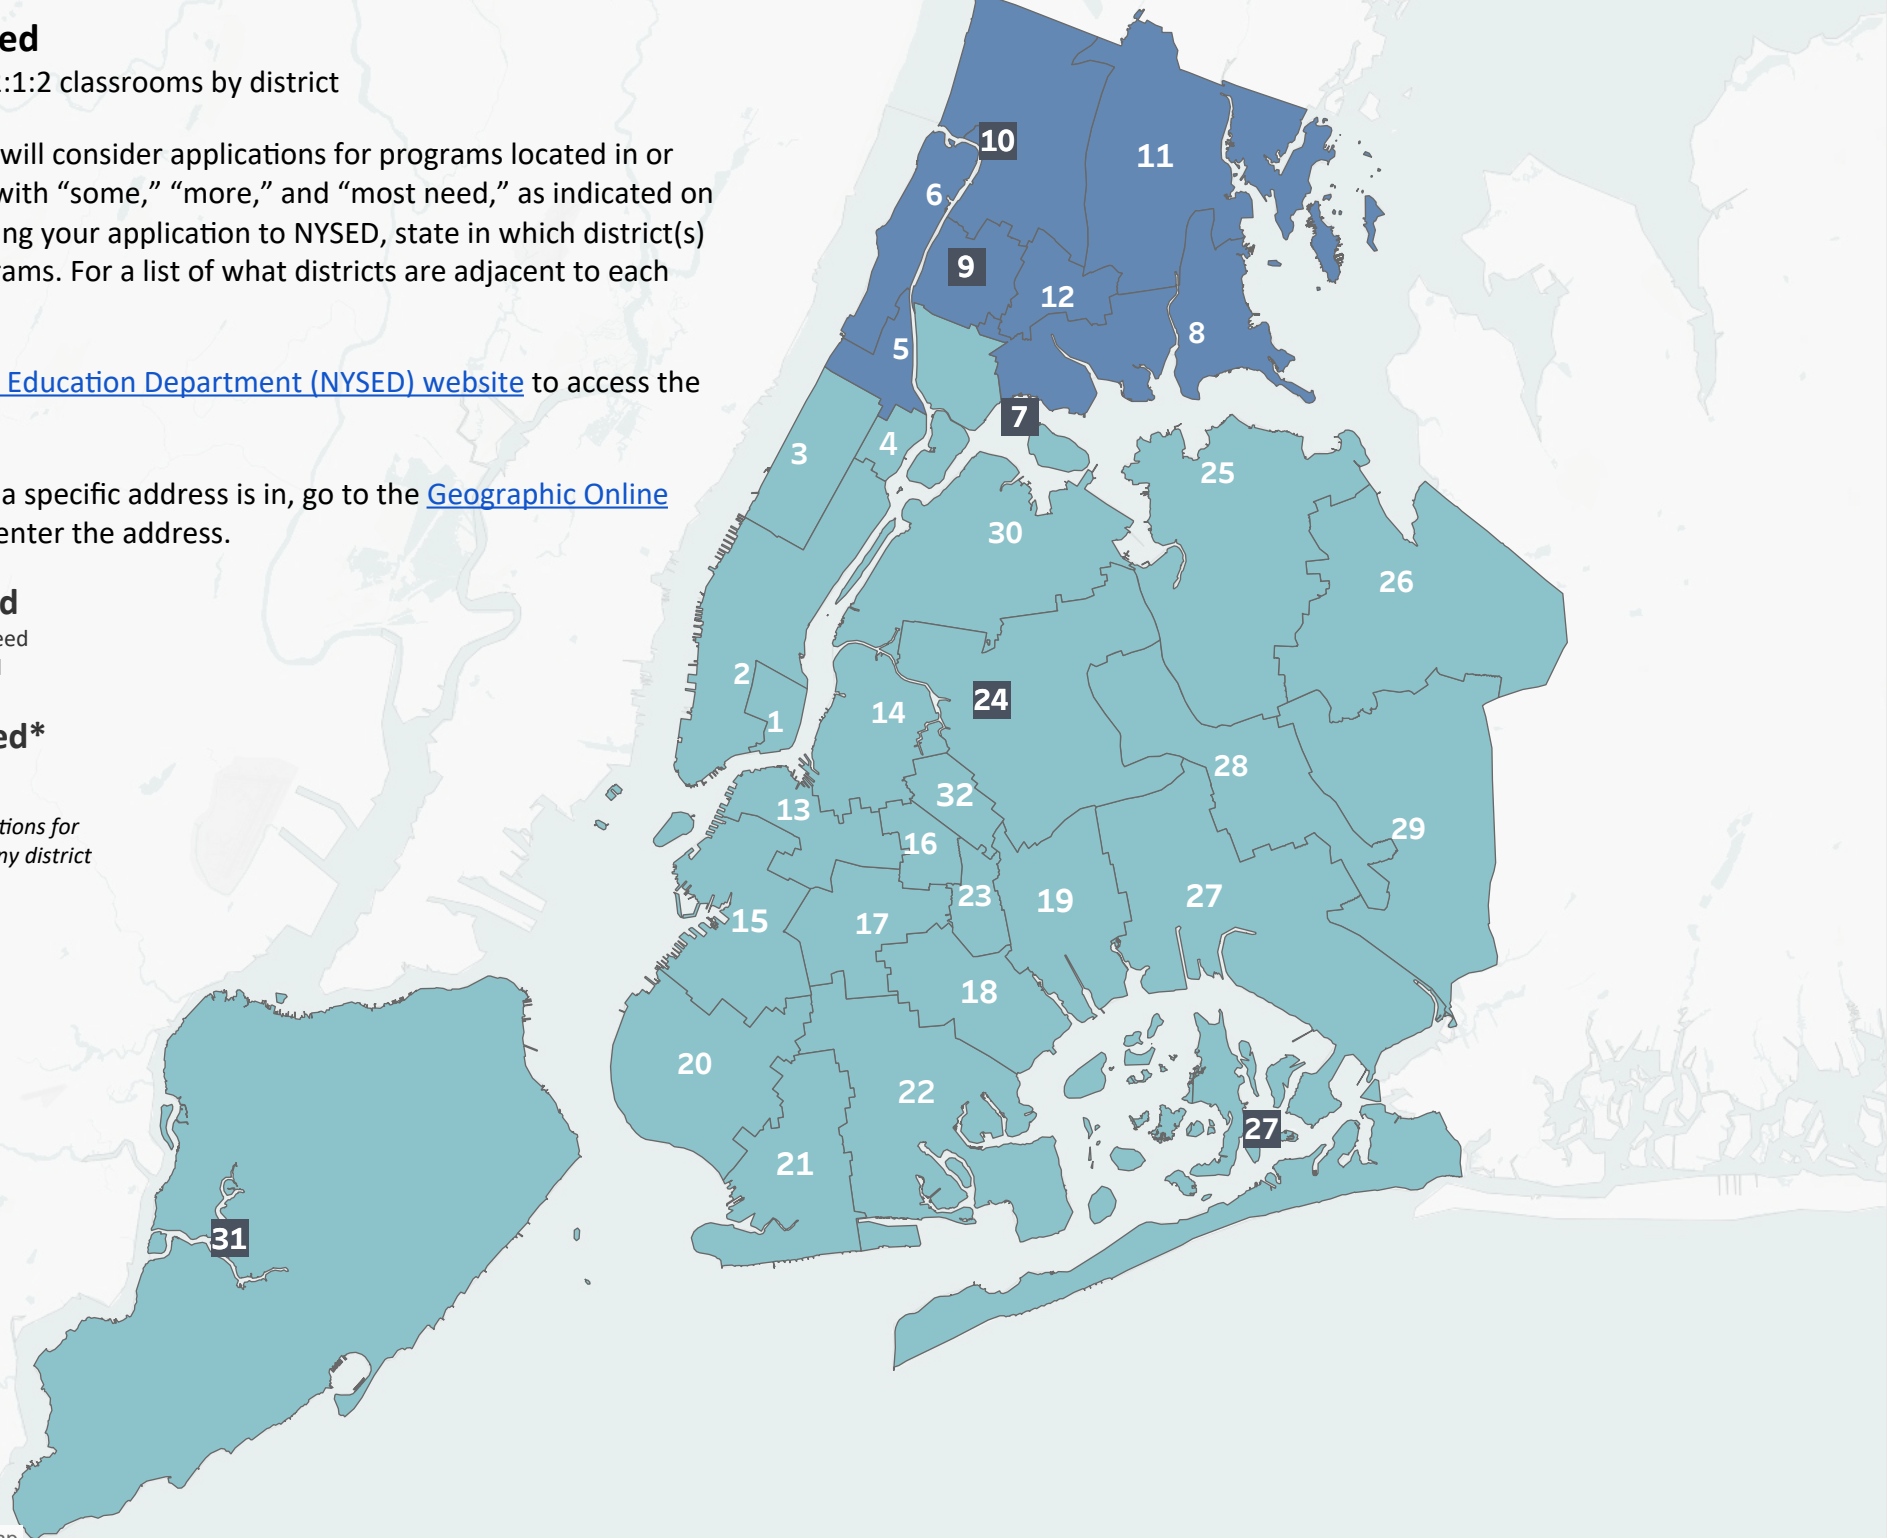 ed
:1:2 classrooms by district
will consider applications for programs located in or
with “some,” “more,” and “most need,” as indicated on
ng your application to NYSED, state in which district(s)
rams. For a list of what districts are adjacent to each
Education Department (NYSED) website to access the
a specific address is in, go to the Geographic Online
enter the address.
d
eed
ed*
tions for
ny district
10
11
6
9
12
8
5
7
3
4
25
30
26
2
24
1
14
28
13
32
29
16
23
19
27
15
17
18
20
22
27
21
31